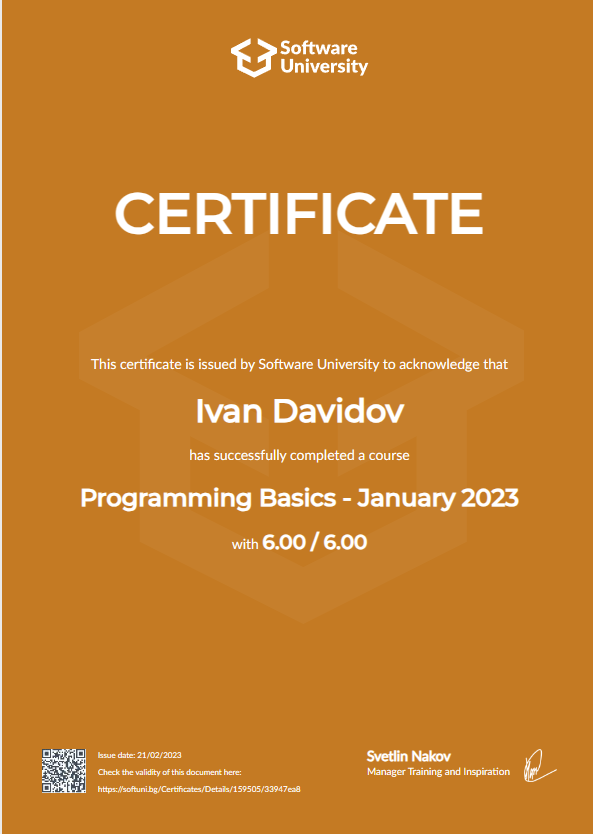 Software
University
CERTIFICATE
This certificate is issued by Software University to acknowledge that
Ivan Davidov
has successfully completed a course
Programming Basics - January 2023
with 6.00 / 6.00
Issue date: 21/02/2023
Check the validity of this document here:
https://softuni.bg/Certificates/Details/159505/33947ea8
Svetlin Nakov
Manager Training and Inspiration